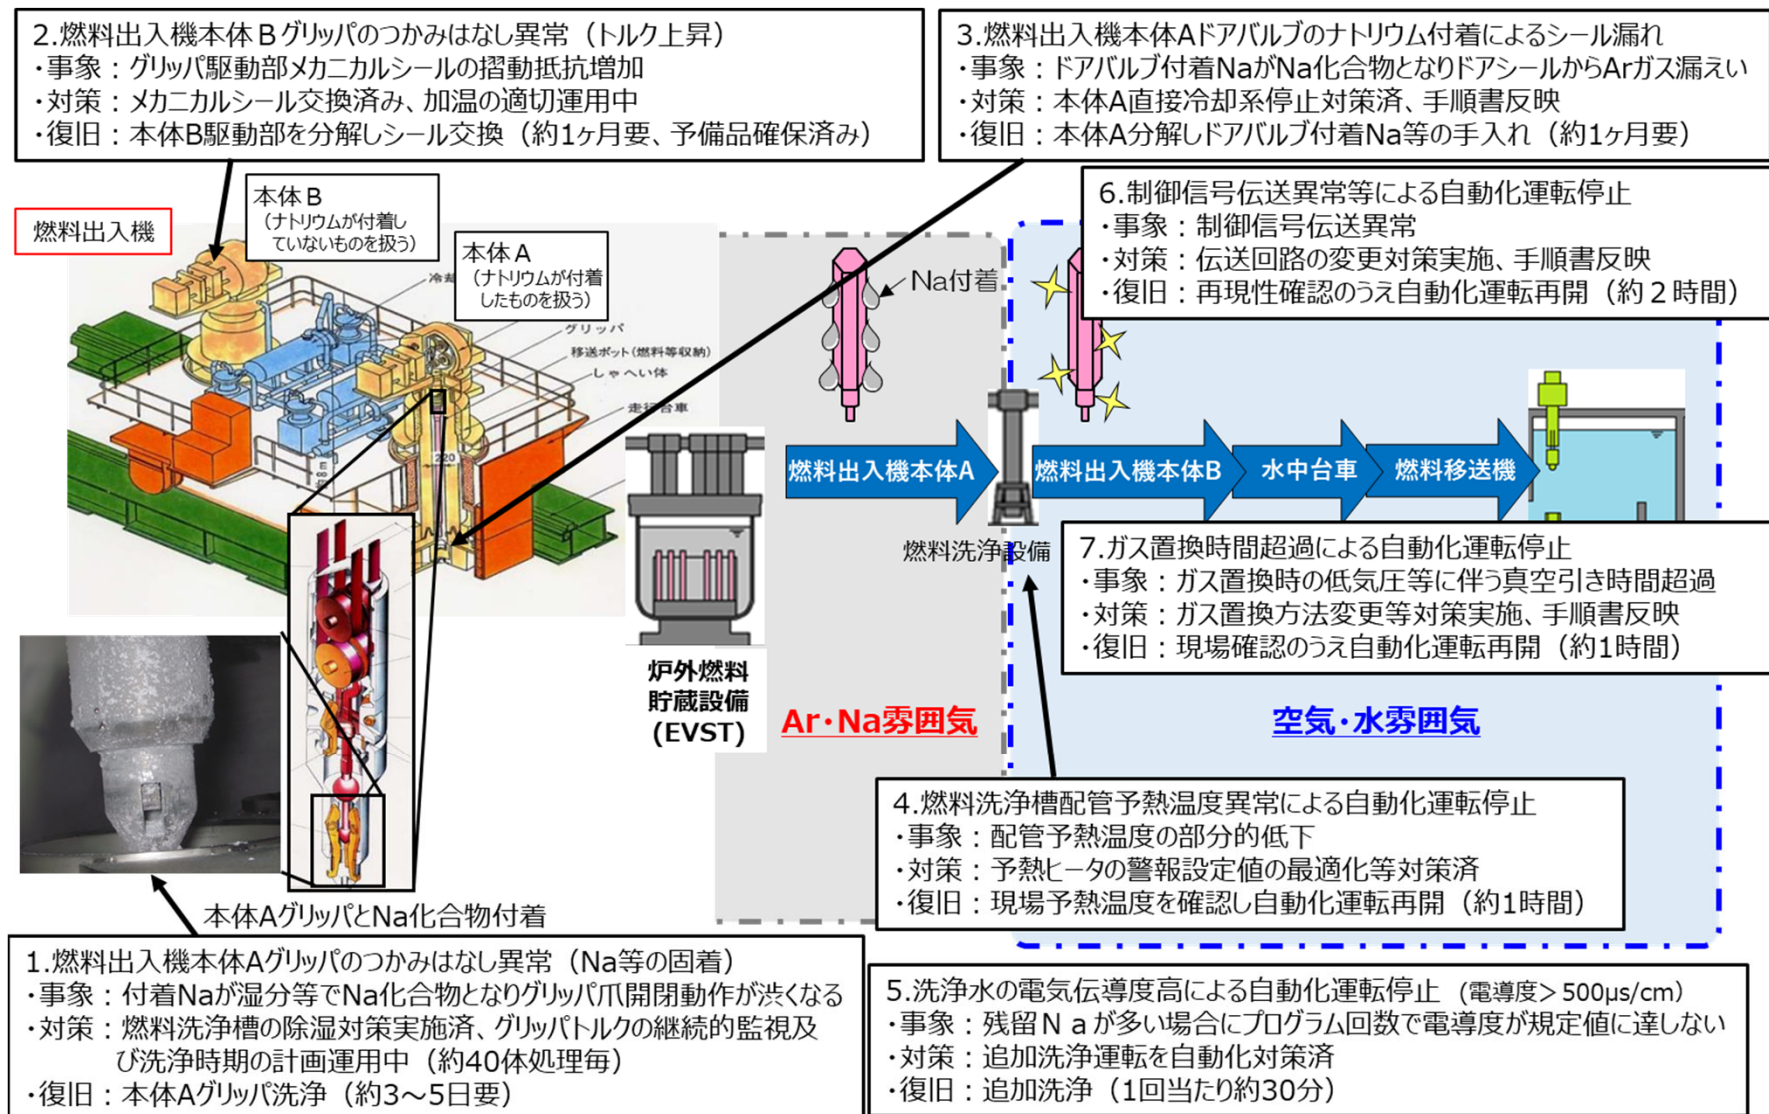 2.燃料出入機本体Ｂグリッパのつかみはなし異常（トルク上昇）
・事象：グリッパ駆動部メカニカルシールの摺動抵抗増加
・対策：メカニカルシール交換済み、加温の適切運用中
・復旧：本体B駆動部を分解しシール交換（約1ヶ月要、予備品確保済み）
3.燃料出入機本体Aドアバルブのナトリウム付着によるシール漏れ
・事象：ドアバルブ付着NaがNa化合物となりドアシールからArガス漏えい
・対策：本体A直接冷却系停止対策済、手順書反映
・復旧：本体A分解しドアバルブ付着Na等の手入れ（約1ヶ月要）
6.制御信号伝送異常等による自動化運転停止
・事象：制御信号伝送異常
・対策：伝送回路の変更対策実施、手順書反映
・復旧：再現性確認のうえ自動化運転再開（約２時間）
燃料出入機
本体Ｂ
（ナトリウムが付着し
ていないものを扱う）
本体Ａ
（ナトリウムが付着
したものを扱う）
冷却
グリッパ
移送ポット(燃料等収納)
しゃへい体
走行台車
220
Na付着
燃料出入機本体A
燃料出入機本体B
水中台車
燃料移送機
燃料洗浄設備
炉外燃料
貯蔵設備
(EVST)
Ar・Na雰囲気
空気・水雰囲気
7.ガス置換時間超過による自動化運転停止
・事象：ガス置換時の低気圧等に伴う真空引き時間超過
・対策：ガス置換方法変更等対策実施、手順書反映
・復旧：現場確認のうえ自動化運転再開（約1時間）
4.燃料洗浄槽配管予熱温度異常による自動化運転停止
・事象：配管予熱温度の部分的低下
・対策：予熱ヒータの警報設定値の最適化等対策済
・復旧：現場予熱温度を確認し自動化運転再開（約1時間）
本体AグリッパとNa化合物付着
1.燃料出入機本体Aグリッパのつかみはなし異常（Na等の固着）
・事象：付着Naが湿分等でNa化合物となりグリッパ爪開閉動作が渋くなる
・対策：燃料洗浄槽の除湿対策実施済、グリッパトルクの継続的監視及
び洗浄時期の計画運用中（約40体処理毎）
・復旧：本体Aグリッパ洗浄（約3～5日要）
5.洗浄水の電気伝導度高による自動化運転停止（電導度＞500μs/cm）
・事象：残留Ｎａが多い場合にプログラム回数で電導度が規定値に達しない
・対策：追加洗浄運転を自動化対策済
・復旧：追加洗浄（1回当たり約30分）